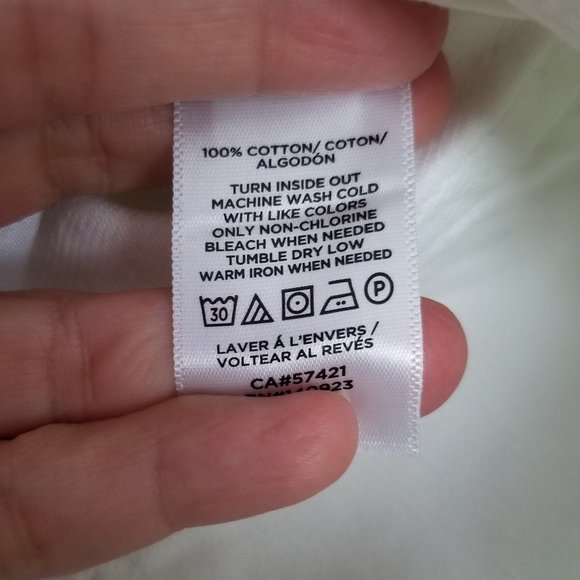 100% COTTON/ COTON/
ALGODÓN
TURN INSIDE OUT
MACHINE WASH COLD
WITH LIKE COLORS
ONLY NON-CHLORINE
BLEACH WHEN NEEDED
TUMBLE DRY LOW
WARM IRON WHEN NEEDED
30 P
LAVER Á L'ENVERS /
VOLTEAR AL REVÉS
CA#57421